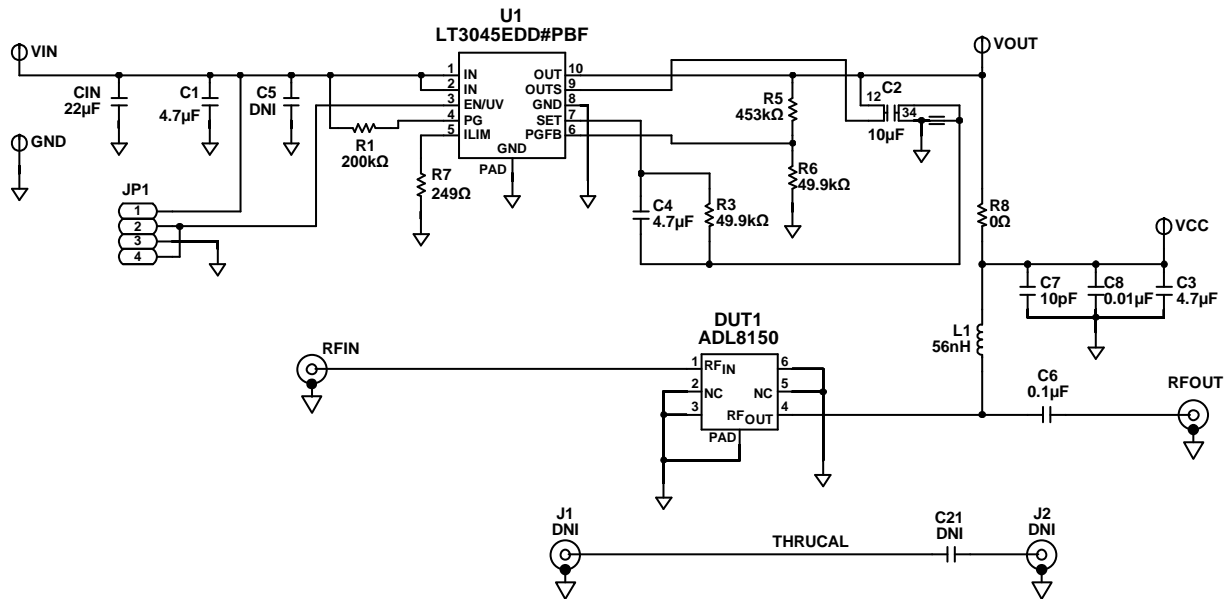 U1
LT3045EDD#PBF
VIN
VOUT
CIN
22µF
C1
4.7µF
C5
DNI
1 IN
2 IN
3 EN/UV
4 PG
5 ILIM
GND
PAD
OUT 10
OUTS 9
GND 8
SET 7
PGFB 6
R5
453kΩ
C2
12
34
10µF
GND
R1
200kΩ
R7
249Ω
R6
49.9kΩ
JP1
1
2
3
4
C4
4.7µF
R3
49.9kΩ
R8
0Ω
VCC
C7
10pF
C8
0.01µF
C3
4.7µF
L1
56nH
DUT1
ADL8150
RFIN
1 RFIN
2 NC
3
6
5 NC
4 RFOUT
PAD
C6
0.1µF
RFOUT
J1
DNI
THRUCAL
C21
DNI
J2
DNI